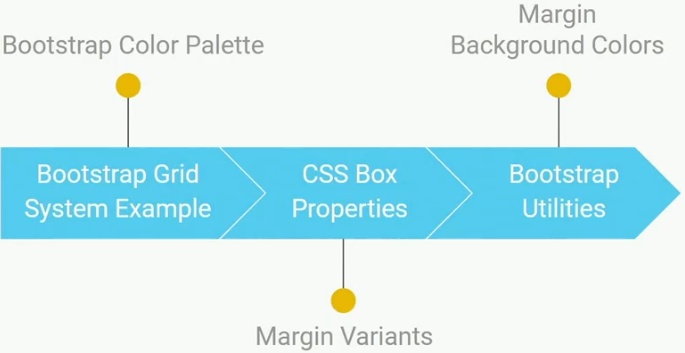 Bootstrap Color Palette
Margin
Background Colors
Bootstrap Grid
System Example
CSS Box
Properties
Bootstrap
Utilities
Margin Variants